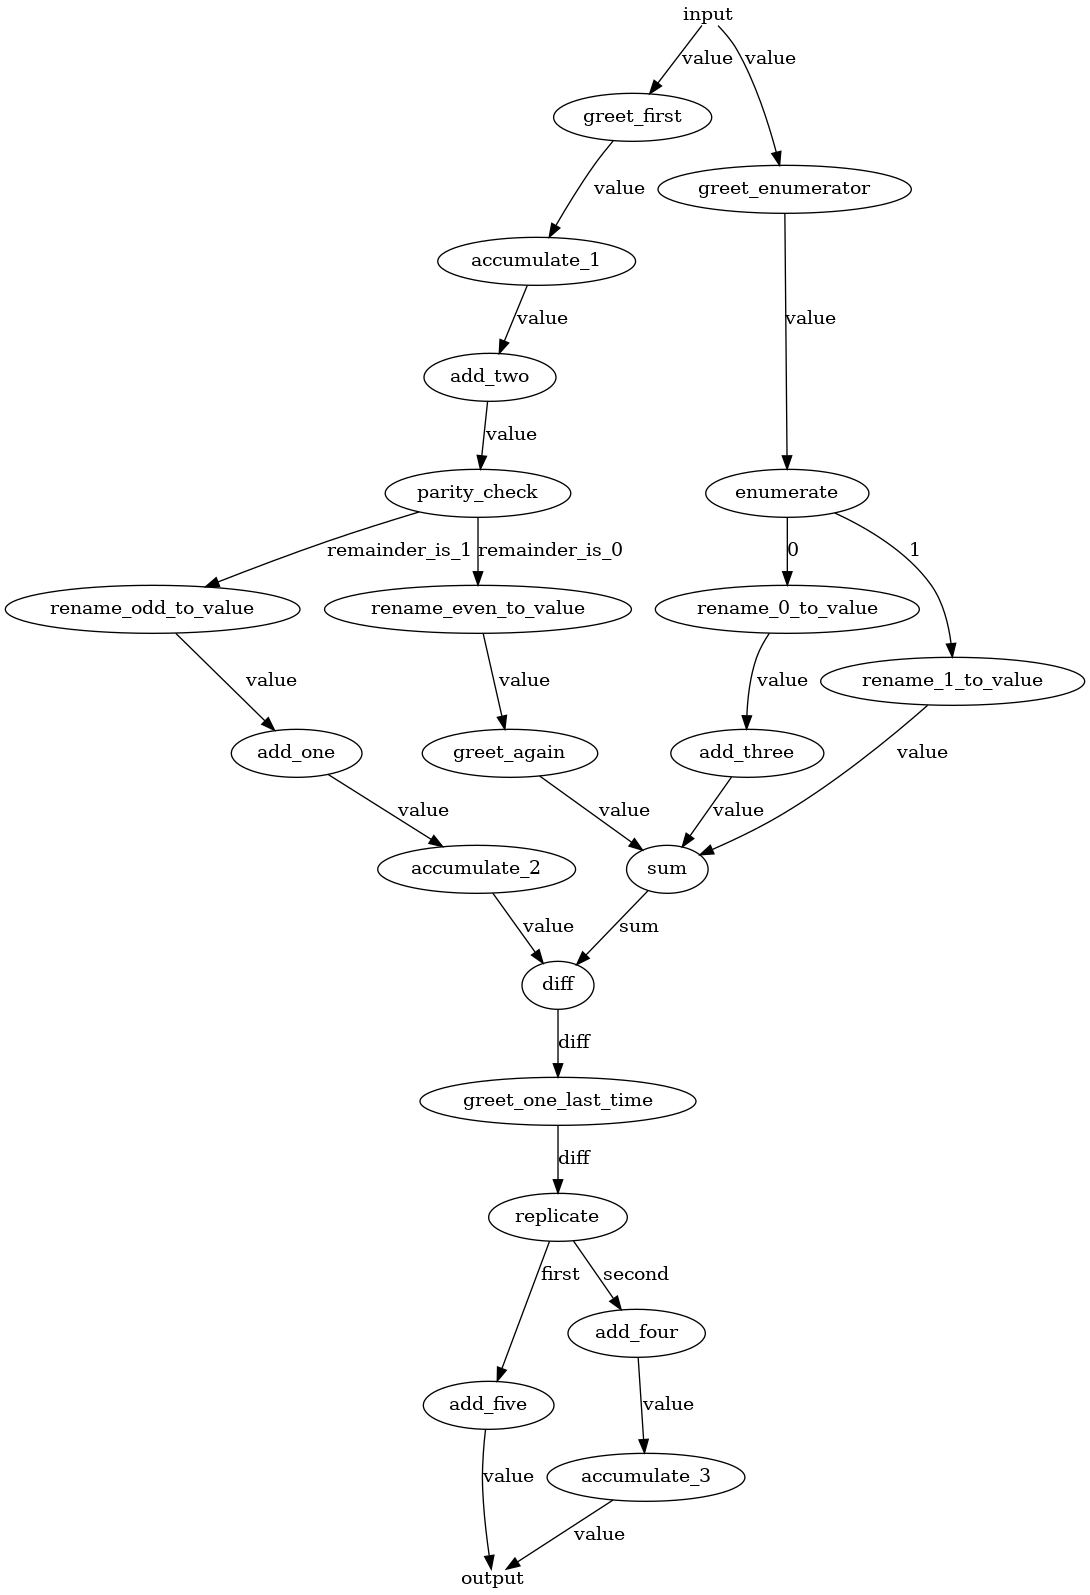 input
value
value
greet_first
value
greet_enumerator
accumulate_1
value
value
add_two
value
parity_check
enumerate
remainder_is_1
remainder_is_0
0
1
rename_odd_to_value
rename_even_to_value
rename_0_to_value
value
value
value
rename_1_to_value
add_one
greet_again
add_three
value
value
value
value
accumulate_2
sum
value
sum
diff
diff
greet_one_last_time
diff
replicate
first
second
add_four
add_five
value
value
accumulate_3
value
output